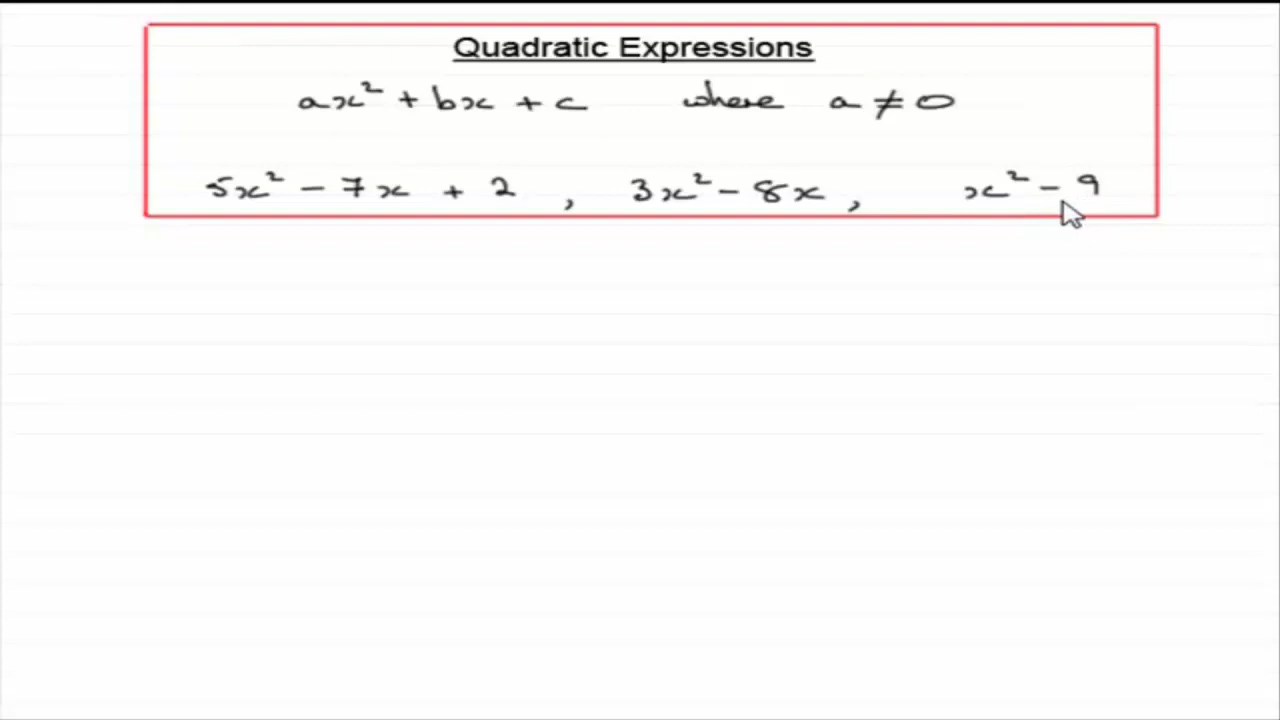 Quadratic Expressions
ax² + bx + c where a ≠ 0
5x² - 7x + 2 , 3x² - 8x , x² - 9